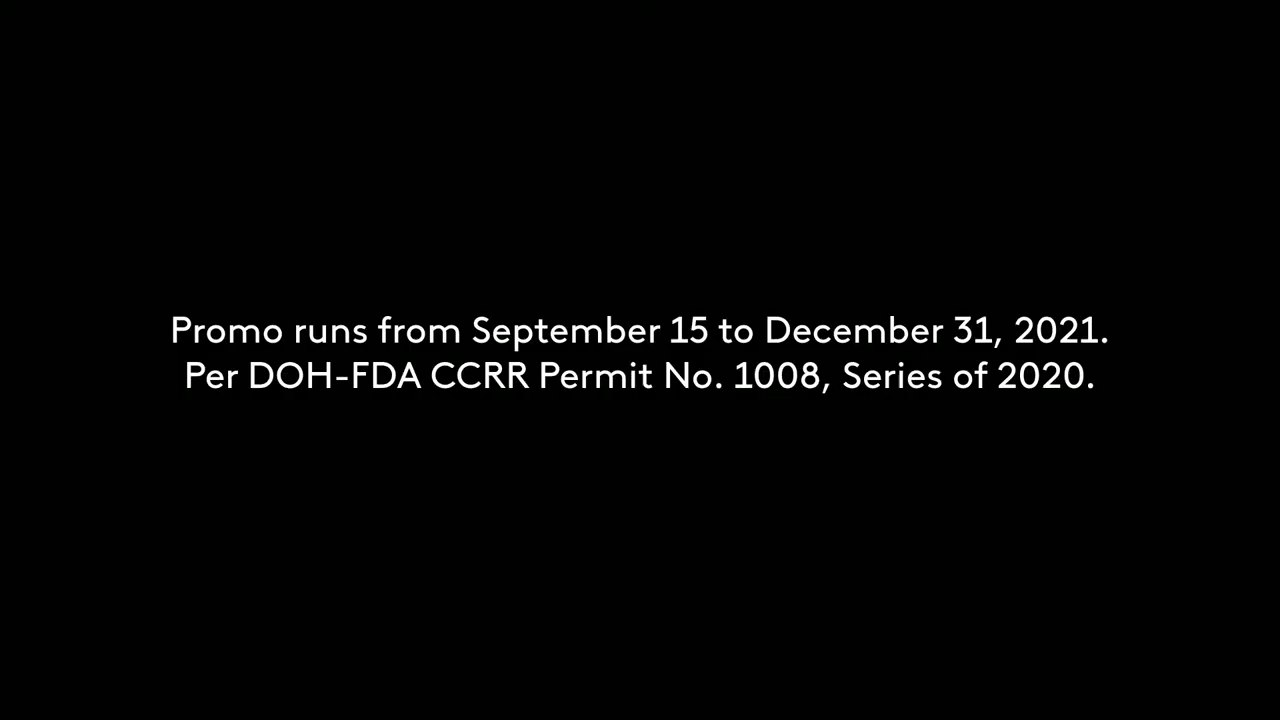 Promo runs from September 15 to December 31, 2021.
Per DOH-FDA CCRR Permit No. 1008, Series of 2020.